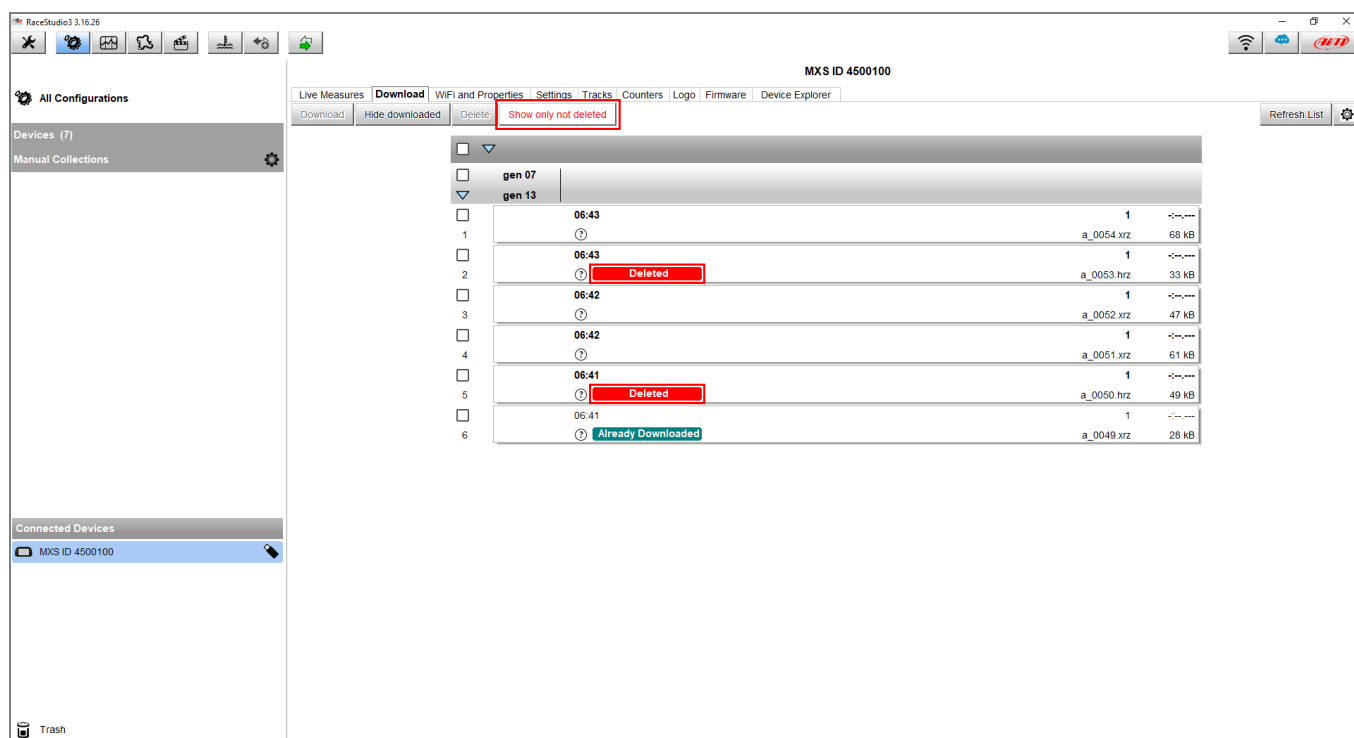 RaceStudio3 3.16.26
AiM
MXS ID 4500100
All Configurations
Live Measures Download WiFi and Properties Settings Tracks Counters Logo Firmware Device Explorer
Download Hide downloaded Delete Show only not deleted Refresh List
Devices (7)
Manual Collections
gen 07
gen 13
06:43 1 -:--.---
1 ? a_0054.xrz 68 kB
06:43 1 -:--.---
2 ? Deleted a_0053.hrz 33 kB
06:42 1 -:--.---
3 ? a_0052.xrz 47 kB
06:42 1 -:--.---
4 ? a_0051.xrz 61 kB
06:41 1 -:--.---
5 ? Deleted a_0050.hrz 49 kB
06:41 1 -:--.---
6 ? Already Downloaded a_0049.xrz 28 kB
Connected Devices
MXS ID 4500100
Trash